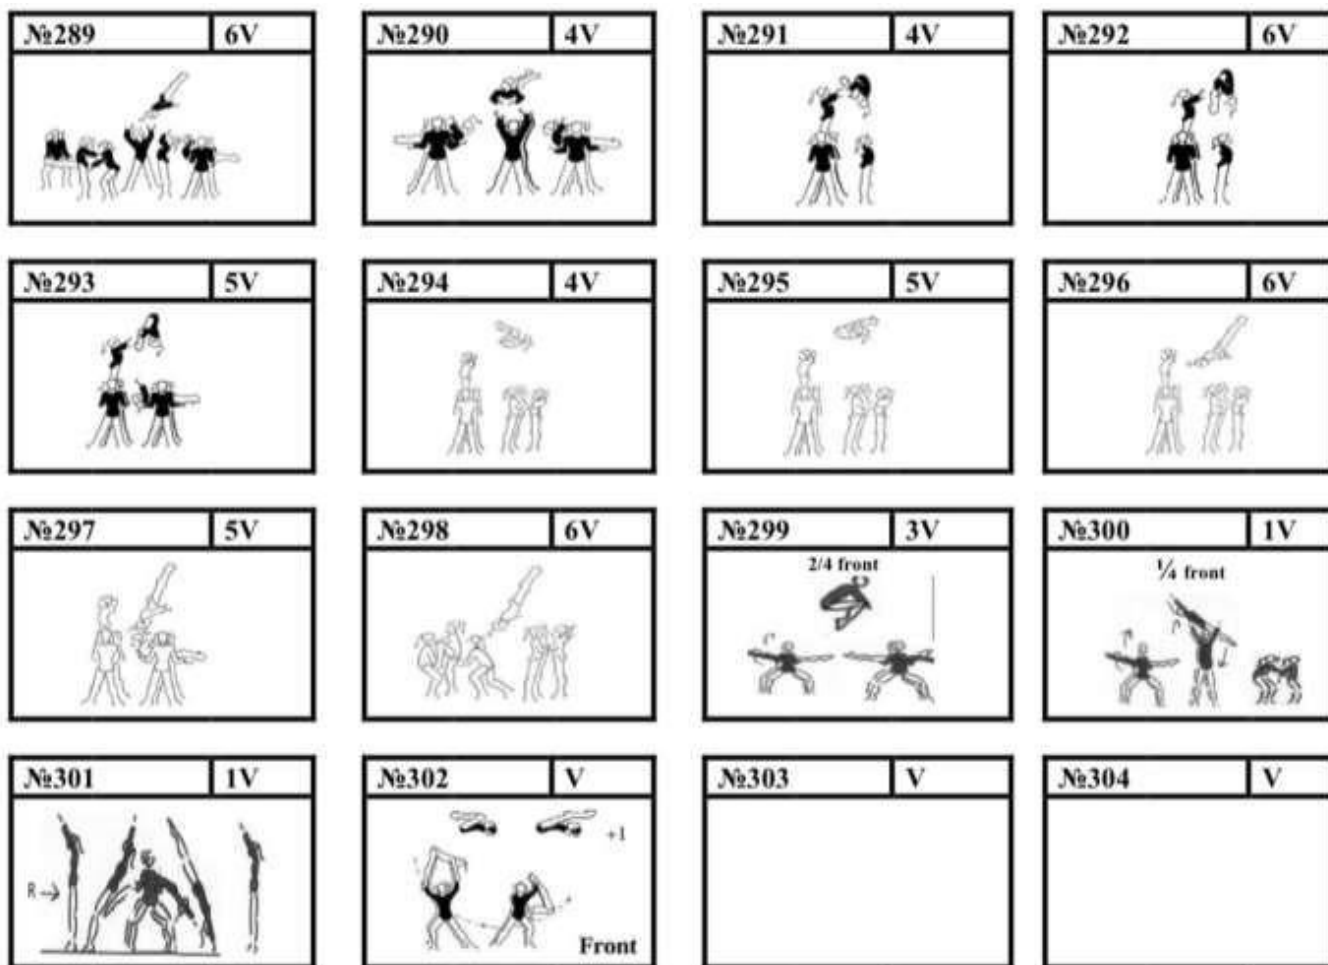 №289 6V
№290 4V
№291 4V
№292 6V
№293 5V
№294 4V
№295 5V
№296 6V
№297 5V
№298 6V
№299 3V
2/4 front
№300 1V
¼ front
№301 1V
R →
№302 V
+1
Front
№303 V
№304 V